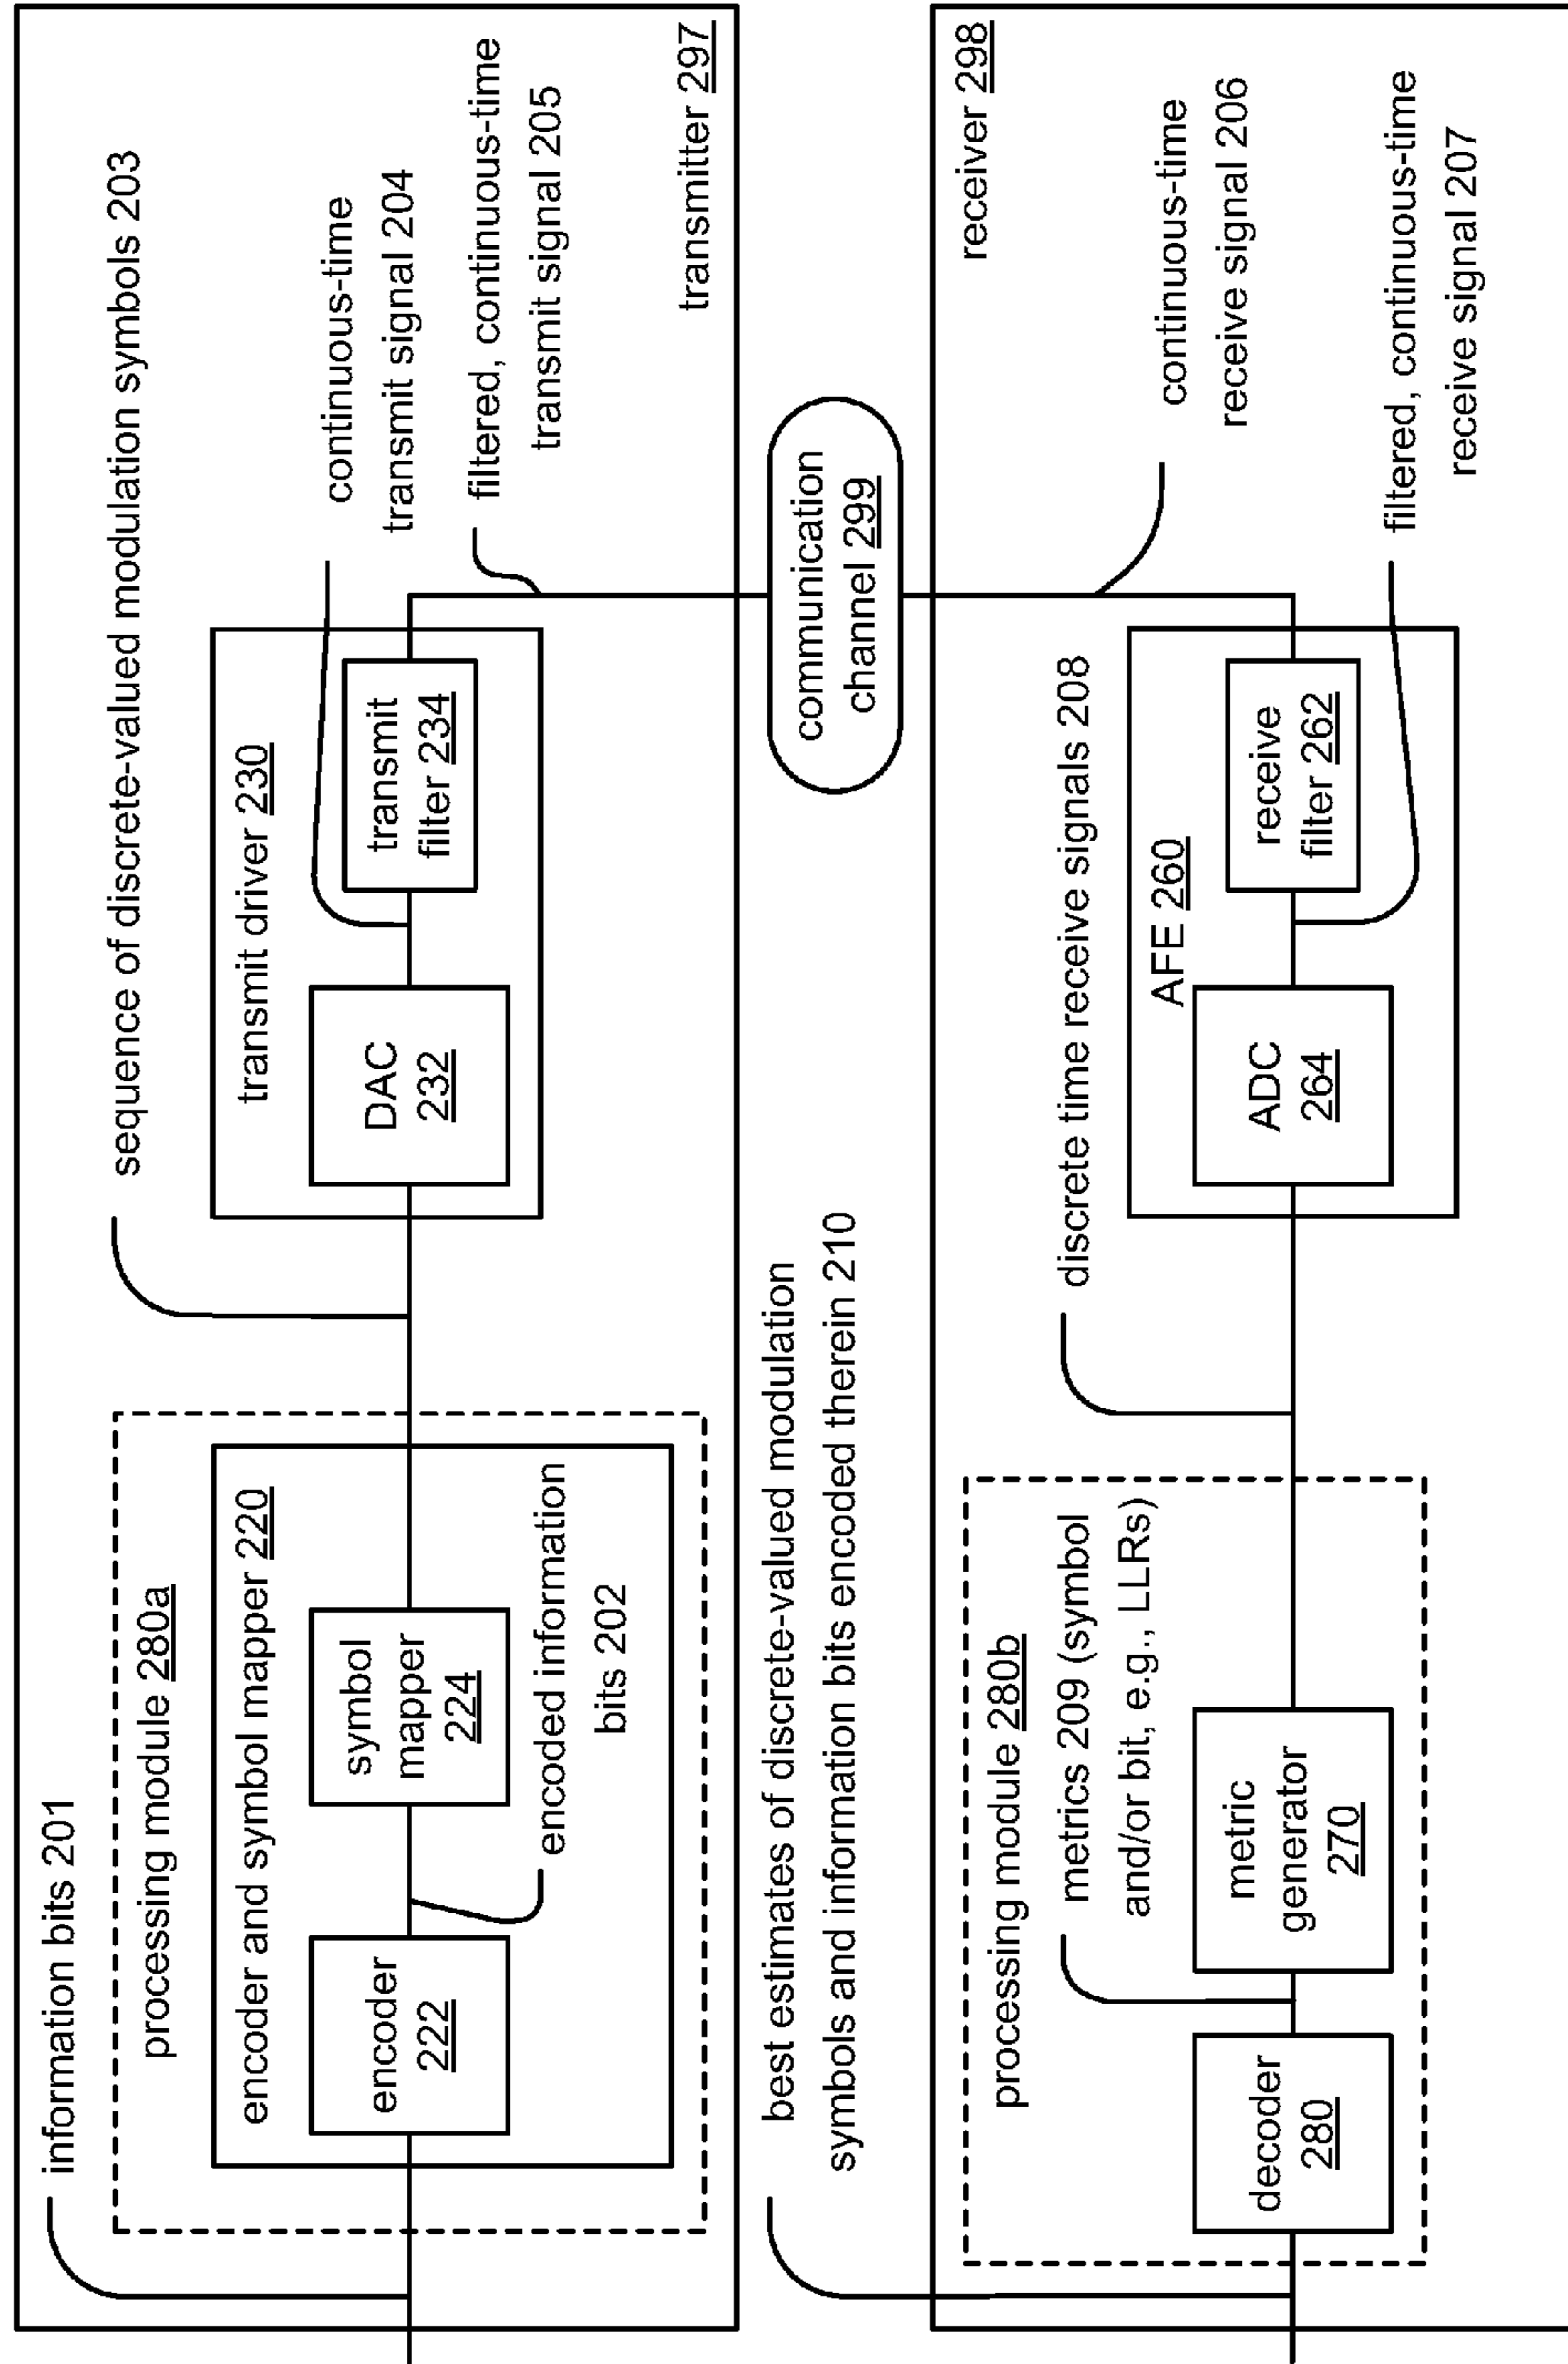 information bits 201
processing module 280a
encoder and symbol mapper 220
encoder
222
symbol
mapper
224
encoded information
bits 202
sequence of discrete-valued modulation symbols 203
transmit driver 230
DAC
232
transmit
filter 234
continuous-time
transmit signal 204
filtered, continuous-time
transmit signal 205
transmitter 297
communication
channel 299
best estimates of discrete-valued modulation
symbols and information bits encoded therein 210
receiver 298
continuous-time
receive signal 206
filtered, continuous-time
receive signal 207
discrete time receive signals 208
AFE 260
receive
filter 262
ADC
264
processing module 280b
metrics 209 (symbol
and/or bit, e.g., LLRs)
metric
generator
270
decoder
280